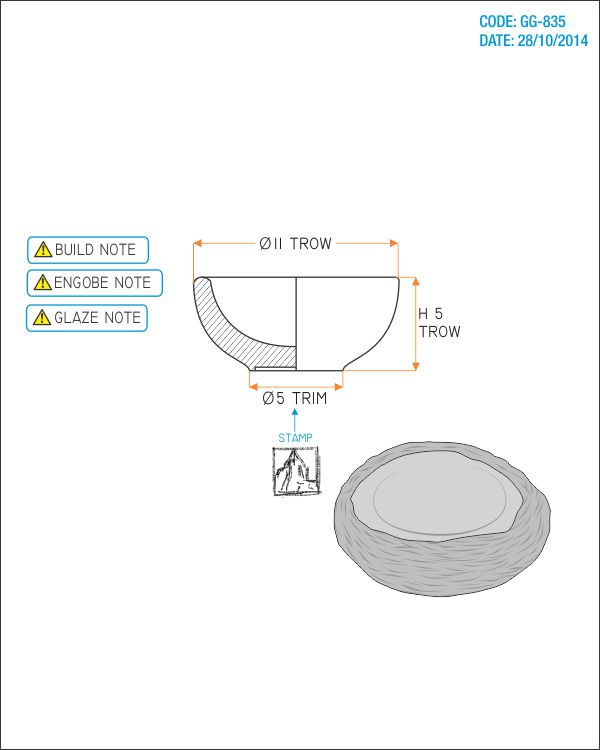 CODE: GG-835
DATE: 28/10/2014
Ø11 TROW
BUILD NOTE
ENGOBE NOTE
GLAZE NOTE
H 5
TROW
Ø5 TRIM
STAMP